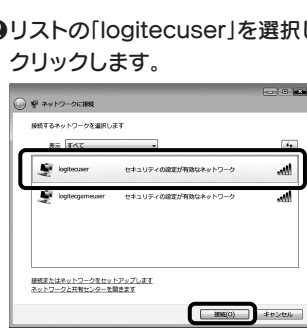 リストの「logitecuser」を選択し
クリックします。
ネットワークに接続
接続するネットワークを選択します
表示 すべて
logitecuser セキュリティの設定が有効なネットワーク
logitecgameuser セキュリティの設定が有効なネットワーク
接続またはネットワークをセットアップします
ネットワークと共有センターを開きます
接続(O) キャンセル